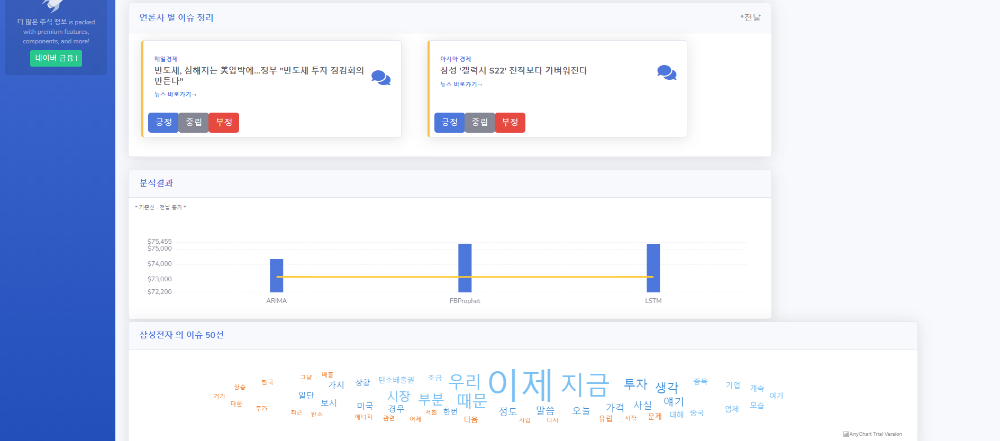 더 많은 주식 정보 is packed
with premium features,
components, and more!
네이버 금융 !
언론사 별 이슈 정리
*전날
매일경제
반도체, 심해지는 美압박에...정부 "반도체 투자 점검회의
만든다"
뉴스 바로가기→
긍정 중립 부정
아시아 경제
삼성 '갤럭시 S22' 전작보다 가벼워진다
뉴스 바로가기→
긍정 중립 부정
분석결과
* 기준선 - 전날 종가 *
$75,455
$75,000
$74,000
$73,000
$72,200
ARIMA FBProphet LSTM
삼성전자 의 이슈 50선
상승 한국 그냥 배출 가지 상황 탄소배출권 조금 우리 이제 지금 투자 생각 종목 기업 계속 여기
거기 대한 주가 일단 보시 미국 시장 부분 때문 얘기 업체 모습
최근 탄소 에너지 관련 경우 어제 저희 한번 다음 정도 사람 말씀 다시 오늘 유럽 가격 시작 사실 문제 대해 중국
AnyChart Trial Version